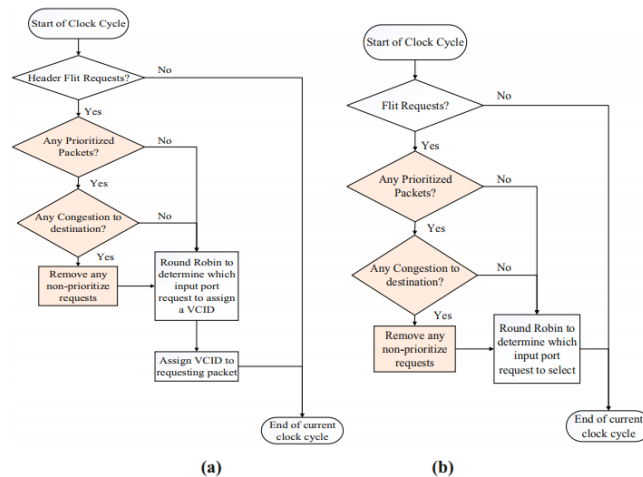 Start of Clock Cycle
Header Flit Requests?
No
Yes
Any Prioritized
Packets?
No
Yes
Any Congestion to
destination?
No
Yes
Remove any
non-prioritize
requests
Round Robin to
determine which
input port
request to assign
a VCID
Assign VCID to
requesting packet
End of current
clock cycle
(a)
Start of Clock Cycle
Flit Requests?
No
Yes
Any Prioritized
Packets?
No
Yes
Any Congestion to
destination?
No
Yes
Remove any
non-prioritize
requests
Round Robin to
determine which
input port
request to select
End of current
clock cycle
(b)